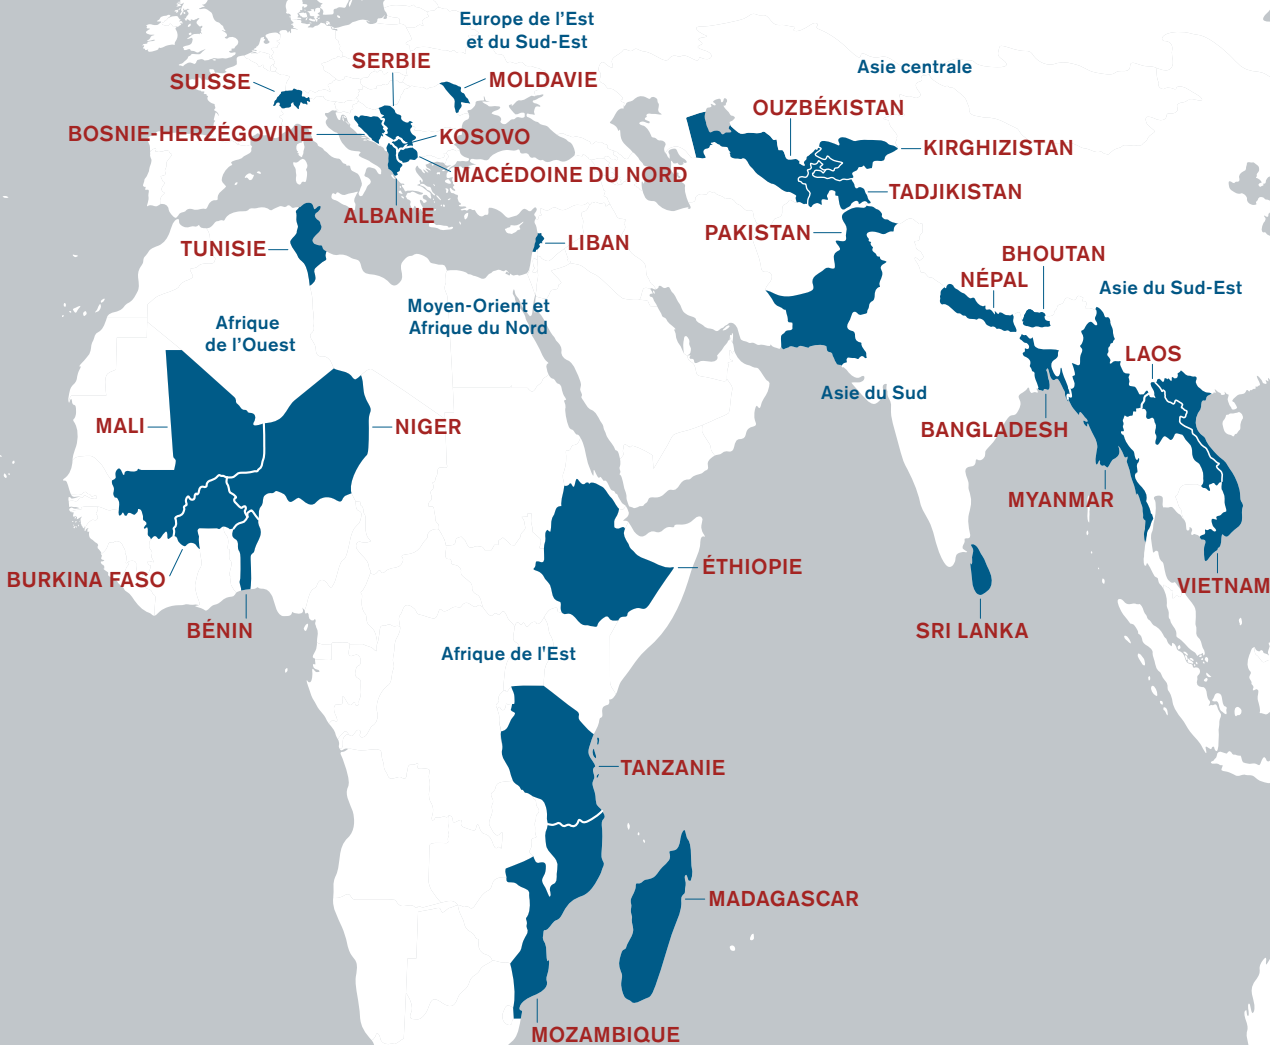 Europe de l’Est
et du Sud-Est
SERBIE
SUISSE
MOLDAVIE
Asie centrale
OUZBÉKISTAN
BOSNIE-HERZÉGOVINE
KOSOVO
KIRGHIZISTAN
MACÉDOINE DU NORD
TADJIKISTAN
ALBANIE
PAKISTAN
TUNISIE
LIBAN
BHOUTAN
NÉPAL
Asie du Sud-Est
Moyen-Orient et
Afrique du Nord
Afrique
de l’Ouest
LAOS
Asie du Sud
MALI
NIGER
BANGLADESH
MYANMAR
ÉTHIOPIE
BURKINA FASO
VIETNAM
BÉNIN
SRI LANKA
Afrique de l'Est
TANZANIE
MADAGASCAR
MOZAMBIQUE